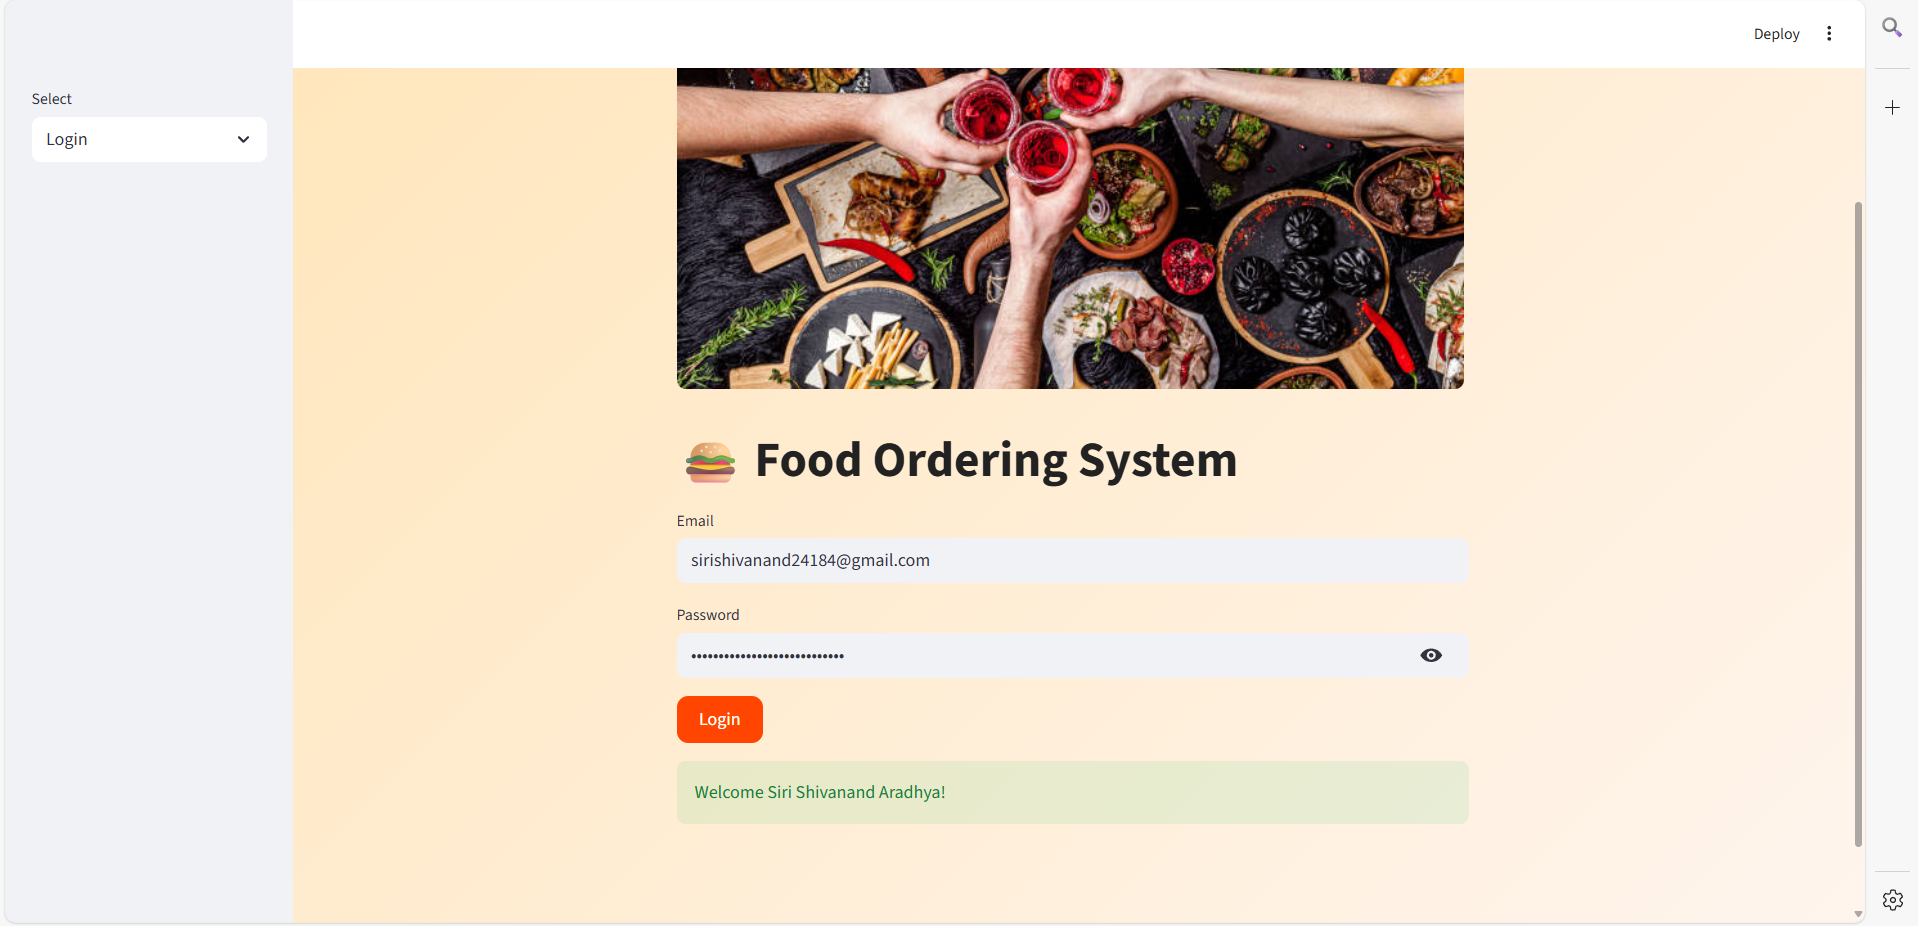 Deploy
Select
Login
Food Ordering System
Email
sirishivanand24184@gmail.com
Password
••••••••••••••••••••••••••••
Login
Welcome Siri Shivanand Aradhya!